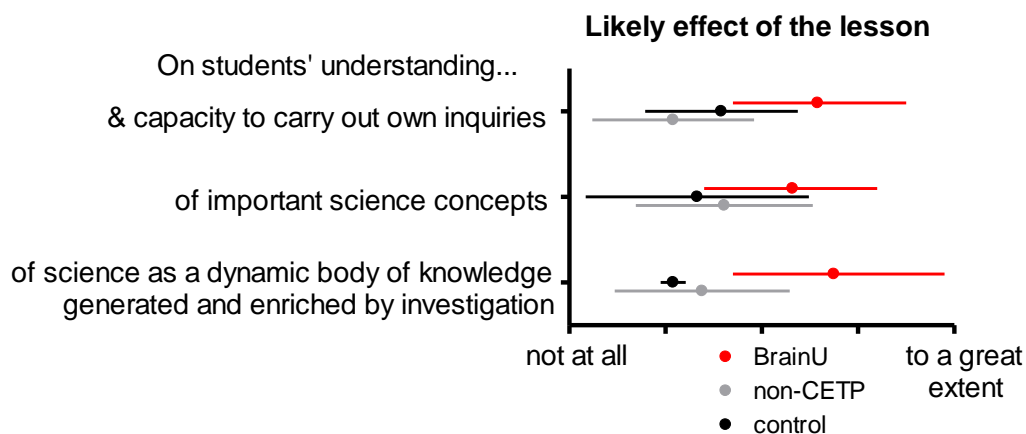 Likely effect of the lesson
On students' understanding...
& capacity to carry out own inquiries
of important science concepts
of science as a dynamic body of knowledge
generated and enriched by investigation
not at all
to a great
extent
BrainU
non-CETP
control